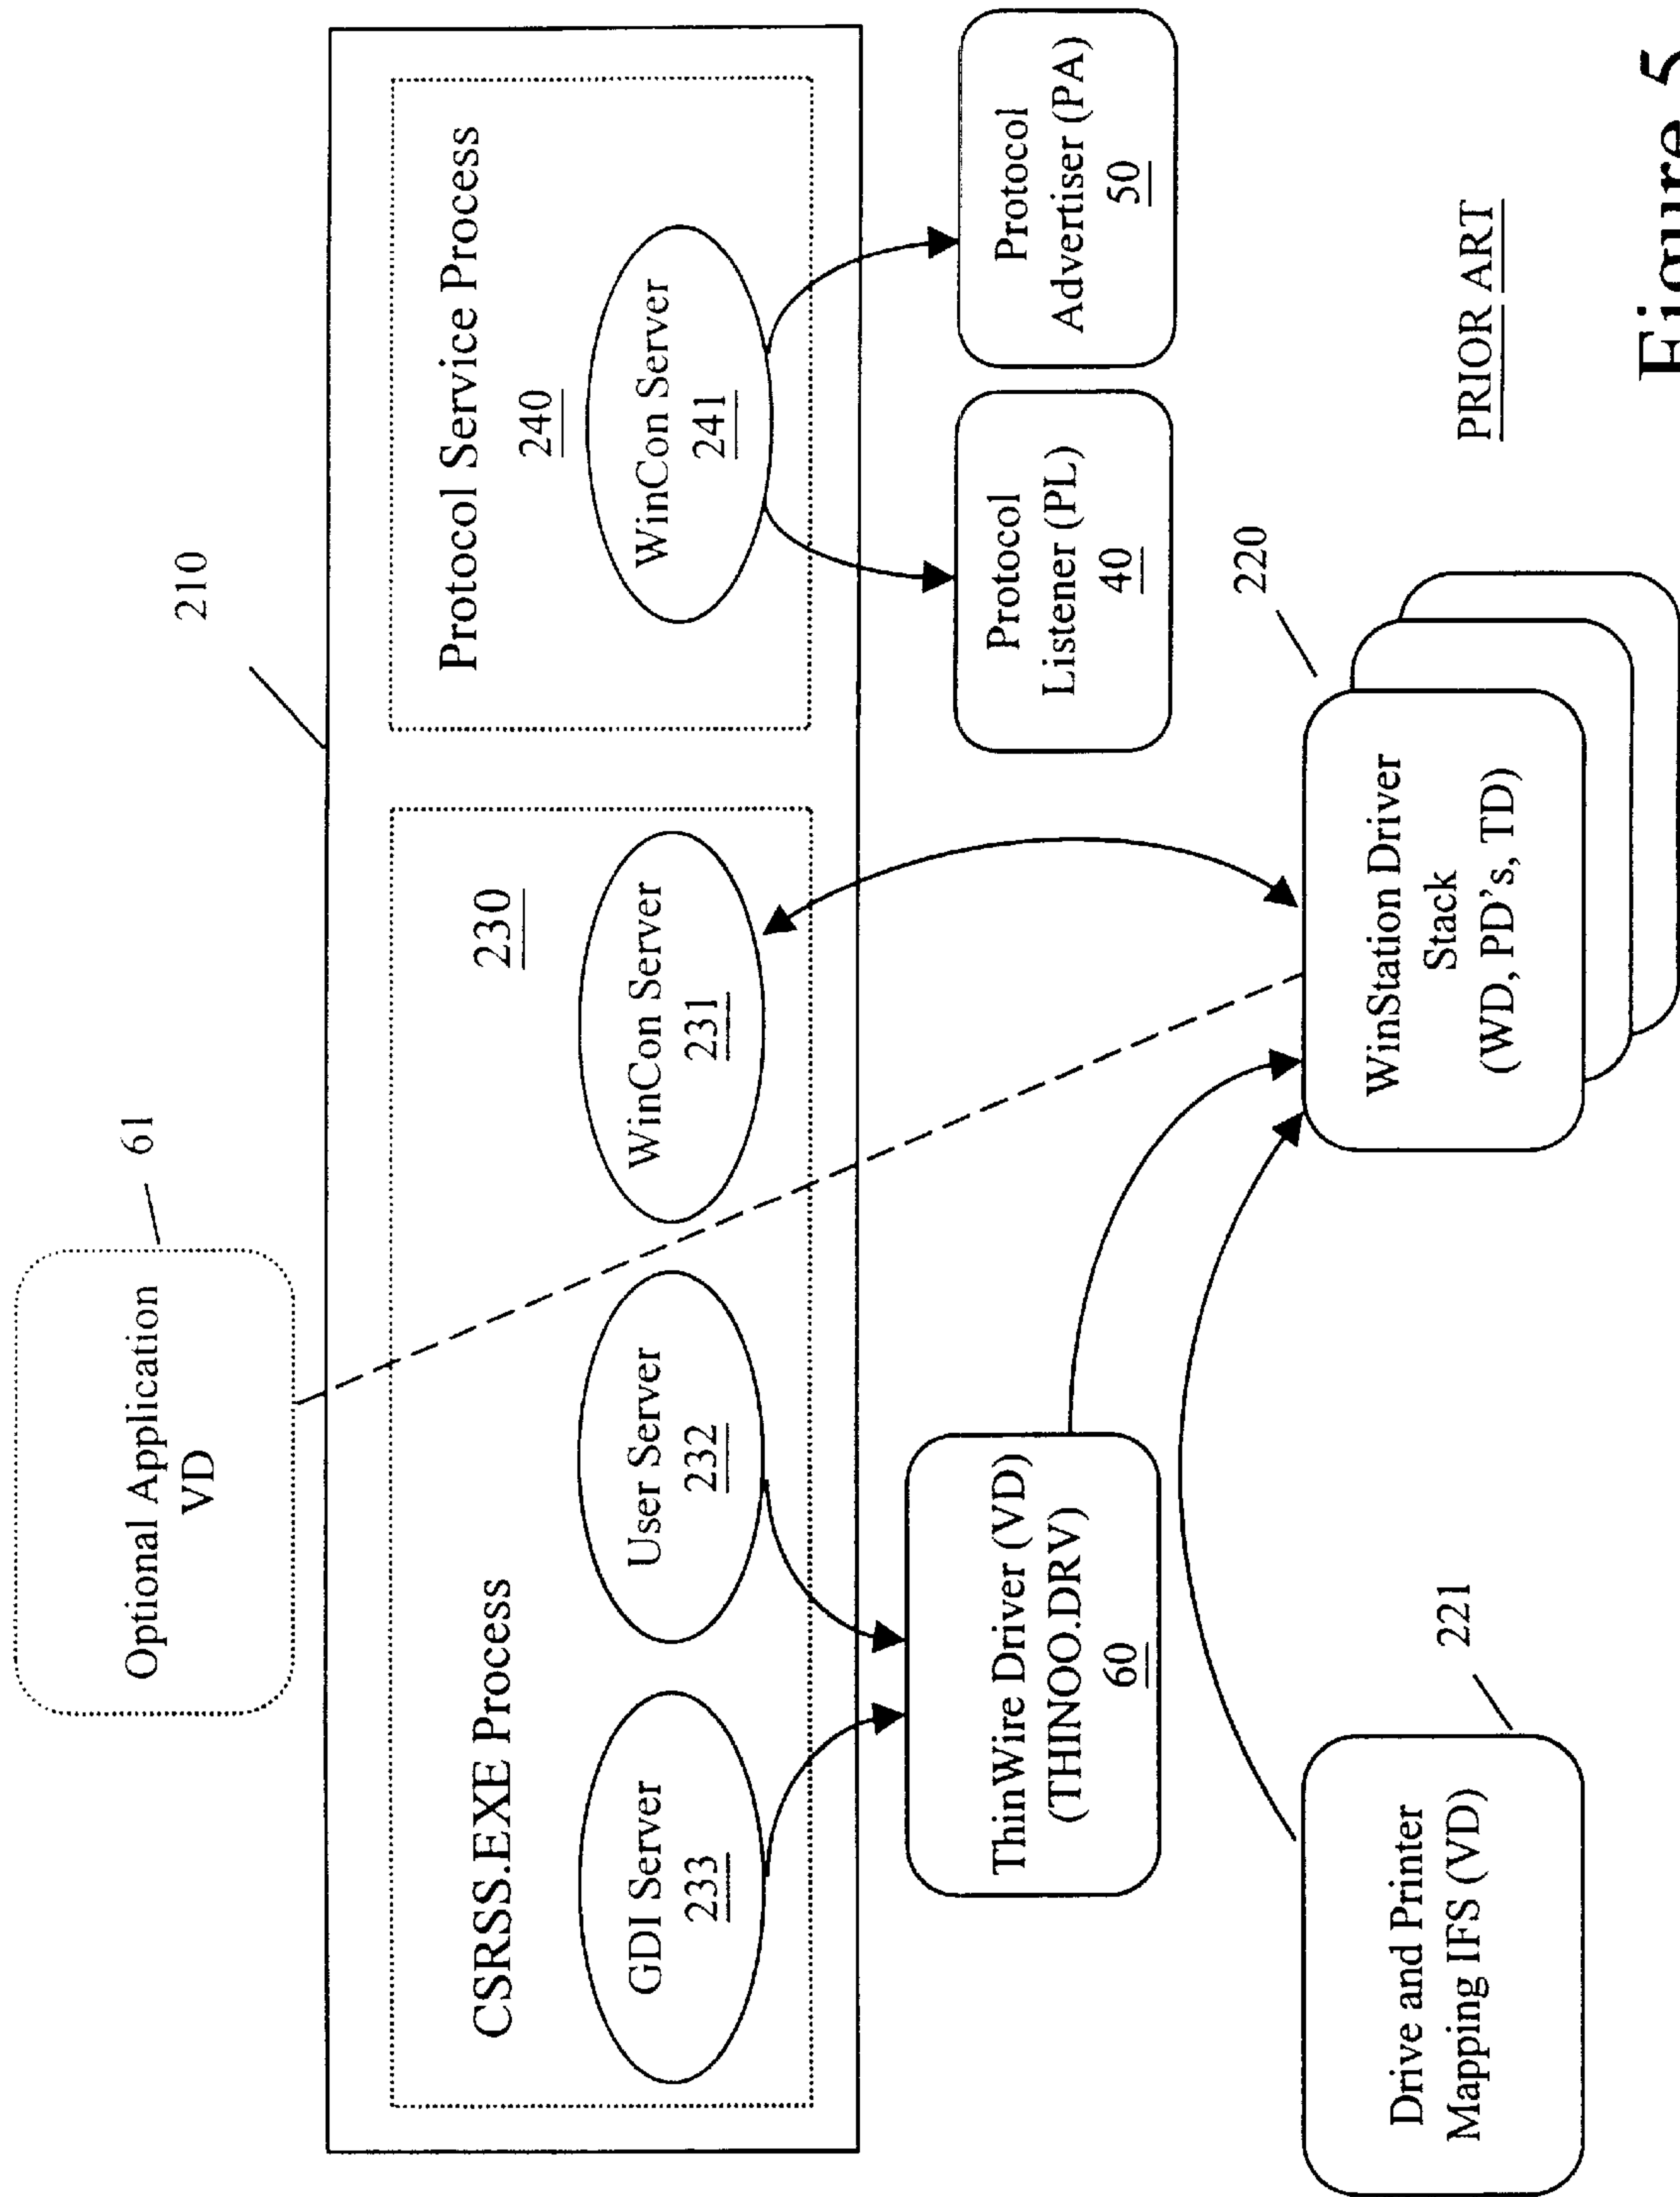 Optional Application
VD
61
210
CSRSS.EXE Process
230
GDI Server
233
User Server
232
WinCon Server
231
Protocol Service Process
240
WinCon Server
241
ThinWire Driver (VD)
(THINOO.DRV)
60
Protocol
Listener (PL)
40
Protocol
Advertiser (PA)
50
Drive and Printer
Mapping IFS (VD)
221
WinStation Driver
Stack
(WD, PD's, TD)
220
PRIOR ART
Figure 5